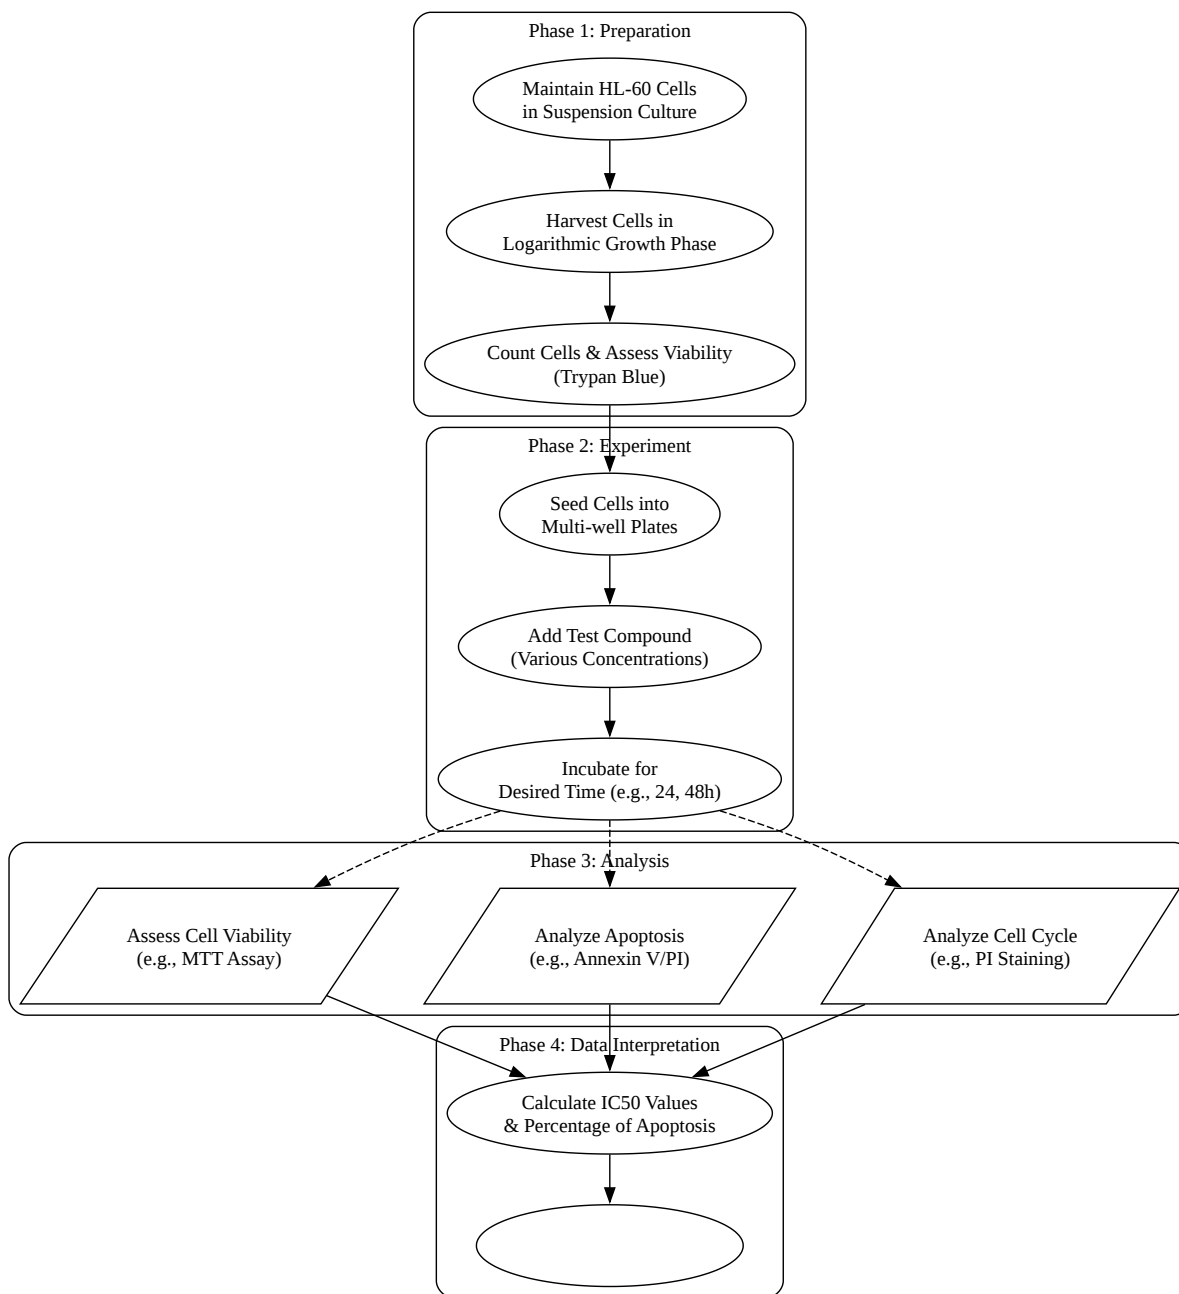 Phase 1: Preparation
Maintain HL-60 Cells
in Suspension Culture
Harvest Cells in
Logarithmic Growth Phase
Count Cells & Assess Viability
(Trypan Blue)
Phase 2: Experiment
Seed Cells into
Multi-well Plates
Add Test Compound
(Various Concentrations)
Incubate for
Desired Time (e.g., 24, 48h)
Phase 3: Analysis
Assess Cell Viability
(e.g., MTT Assay)
Analyze Apoptosis
(e.g., Annexin V/PI)
Analyze Cell Cycle
(e.g., PI Staining)
Phase 4: Data Interpretation
Calculate IC50 Values
& Percentage of Apoptosis